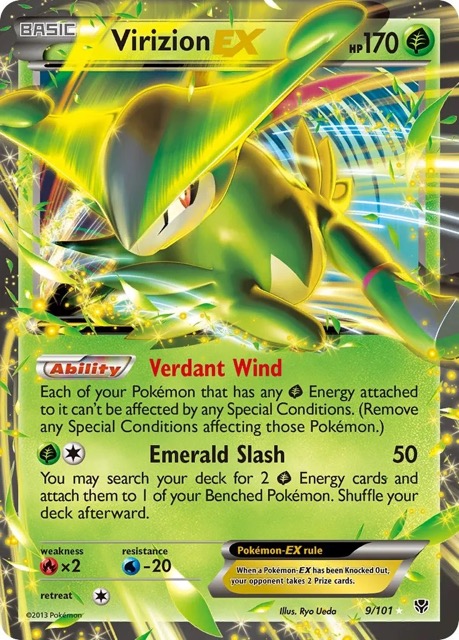 BASIC Virizion EX HP170
Ability Verdant Wind
Each of your Pokémon that has any Energy attached
to it can't be affected by any Special Conditions. (Remove
any Special Conditions affecting those Pokémon.)
Emerald Slash 50
You may search your deck for 2 Energy cards and
attach them to 1 of your Benched Pokémon. Shuffle your
deck afterward.
weakness resistance
×2 -20
Pokémon-EX rule
When a Pokémon-EX has been Knocked Out,
your opponent takes 2 Prize cards.
retreat
©2013 Pokémon Illus. Ryo Ueda 9/101